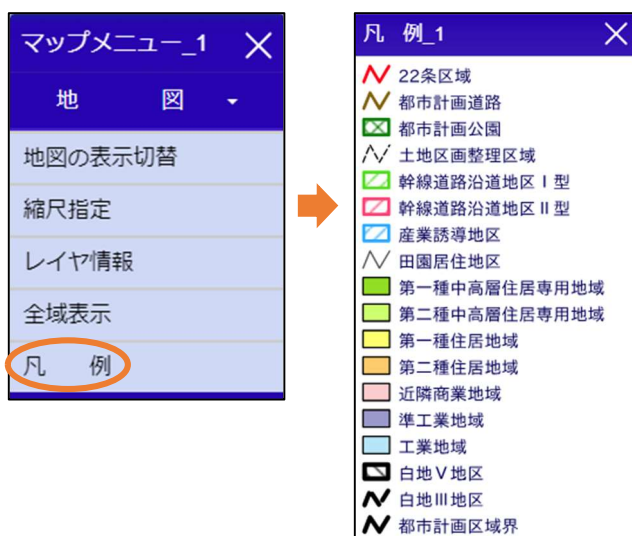 マップメニュー_1
地　　図
地図の表示切替
縮尺指定
レイヤ情報
全域表示
凡　　例
凡　例_1
22条区域
都市計画道路
都市計画公園
土地区画整理区域
幹線道路沿道地区Ⅰ型
幹線道路沿道地区Ⅱ型
産業誘導地区
田園居住地区
第一種中高層住居専用地域
第二種中高層住居専用地域
第一種住居地域
第二種住居地域
近隣商業地域
準工業地域
工業地域
白地Ⅴ地区
白地Ⅲ地区
都市計画区域界